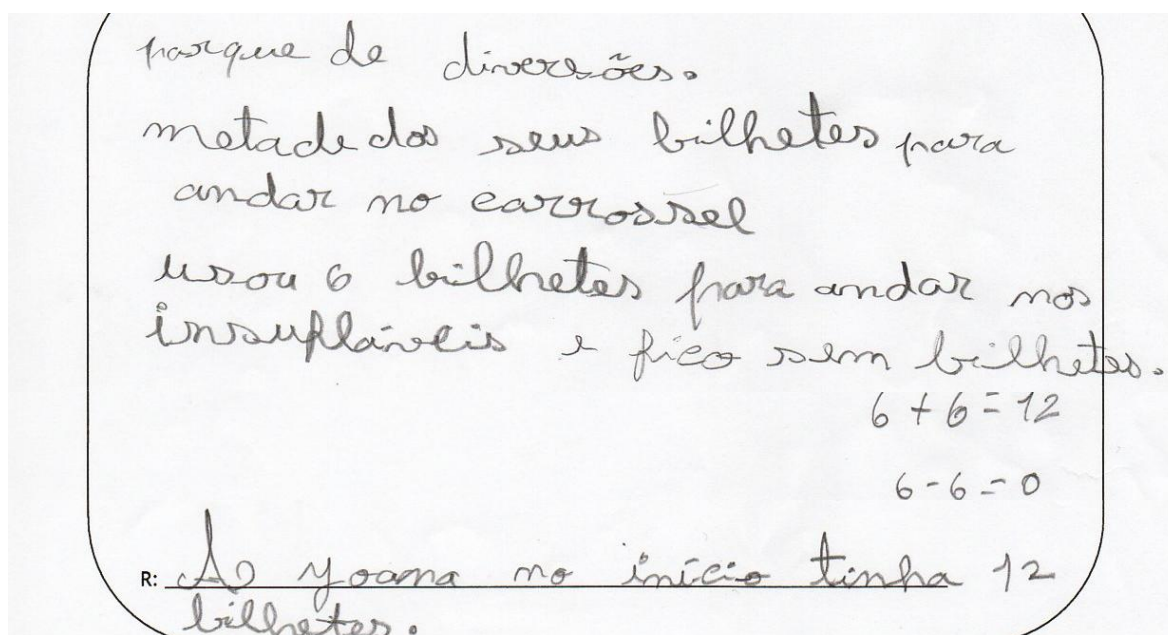 parque de diversões.
metade dos seus bilhetes para
andar no carrossel
usou 6 bilhetes para andar nos
insufláveis e fico sem bilhetes.
6 + 6 = 12
6 - 6 = 0
R: A Yoana no início tinha 12
bilhetes.